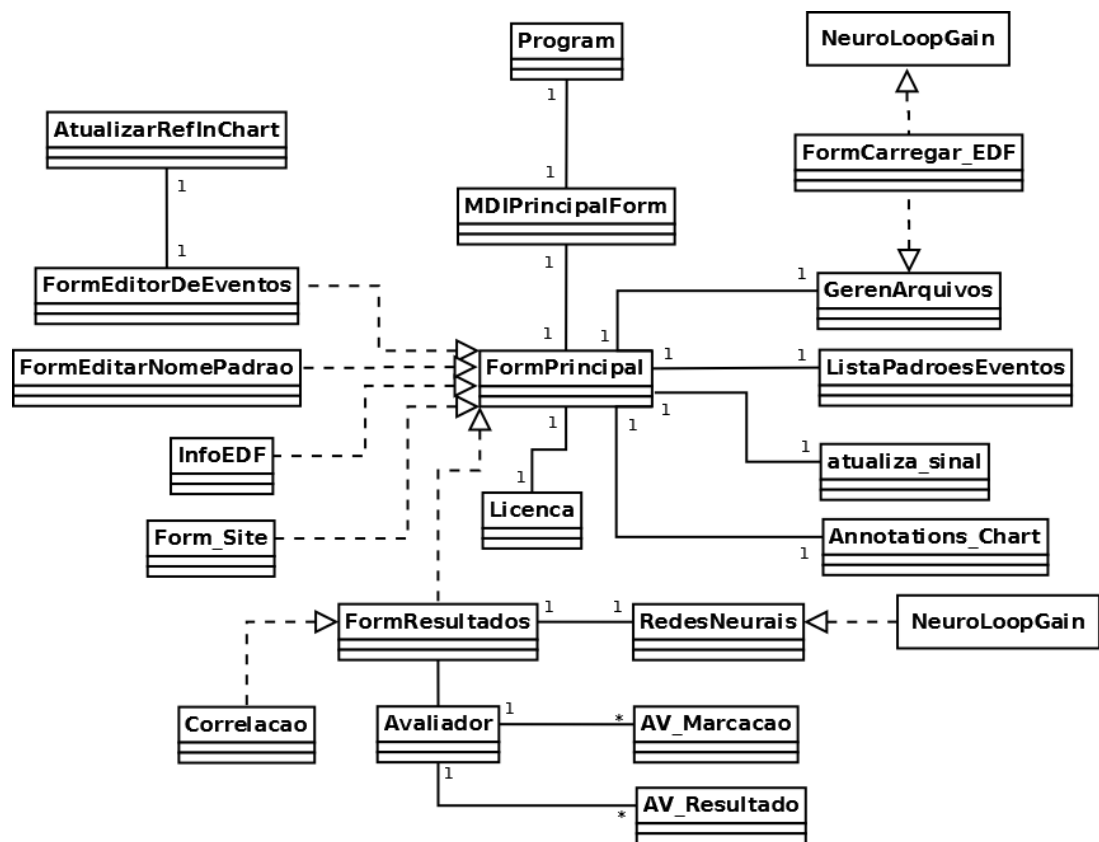 NeuroLoopGain
Program
1
AtualizarRefInChart
FormCarregar_EDF
1
1
MDIPrincipalForm
1
1
FormEditorDeEventos
1
GerenArquivos
1
1
FormEditarNomePadrao
FormPrincipal
1
1
ListaPadroesEventos
1
1
1
InfoEDF
1
atualiza_sinal
1
Licenca
Form_Site
Annotations_Chart
1
FormResultados
1
1
RedesNeurais
NeuroLoopGain
Correlacao
Avaliador
1
*
AV_Marcacao
1
*
AV_Resultado